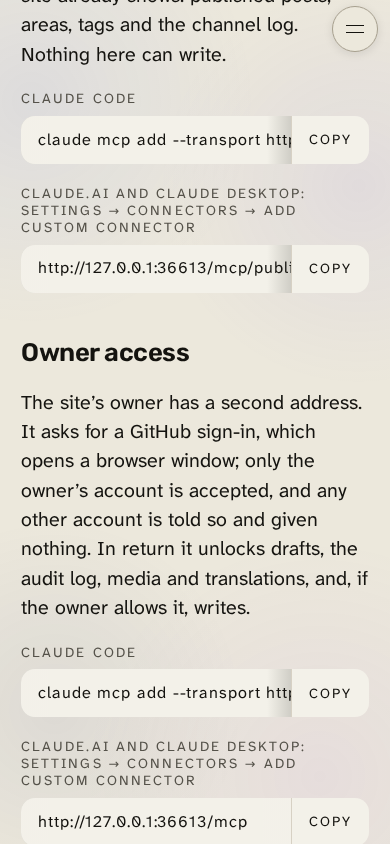 areas, tags and the channel log.
Nothing here can write.
CLAUDE CODE
claude mcp add --transport http
COPY
CLAUDE.AI AND CLAUDE DESKTOP:
SETTINGS → CONNECTORS → ADD
CUSTOM CONNECTOR
http://127.0.0.1:36613/mcp/publi
COPY
Owner access
The site’s owner has a second address.
It asks for a GitHub sign-in, which
opens a browser window; only the
owner’s account is accepted, and any
other account is told so and given
nothing. In return it unlocks drafts, the
audit log, media and translations, and, if
the owner allows it, writes.
CLAUDE CODE
claude mcp add --transport http
COPY
CLAUDE.AI AND CLAUDE DESKTOP:
SETTINGS → CONNECTORS → ADD
CUSTOM CONNECTOR
http://127.0.0.1:36613/mcp
COPY